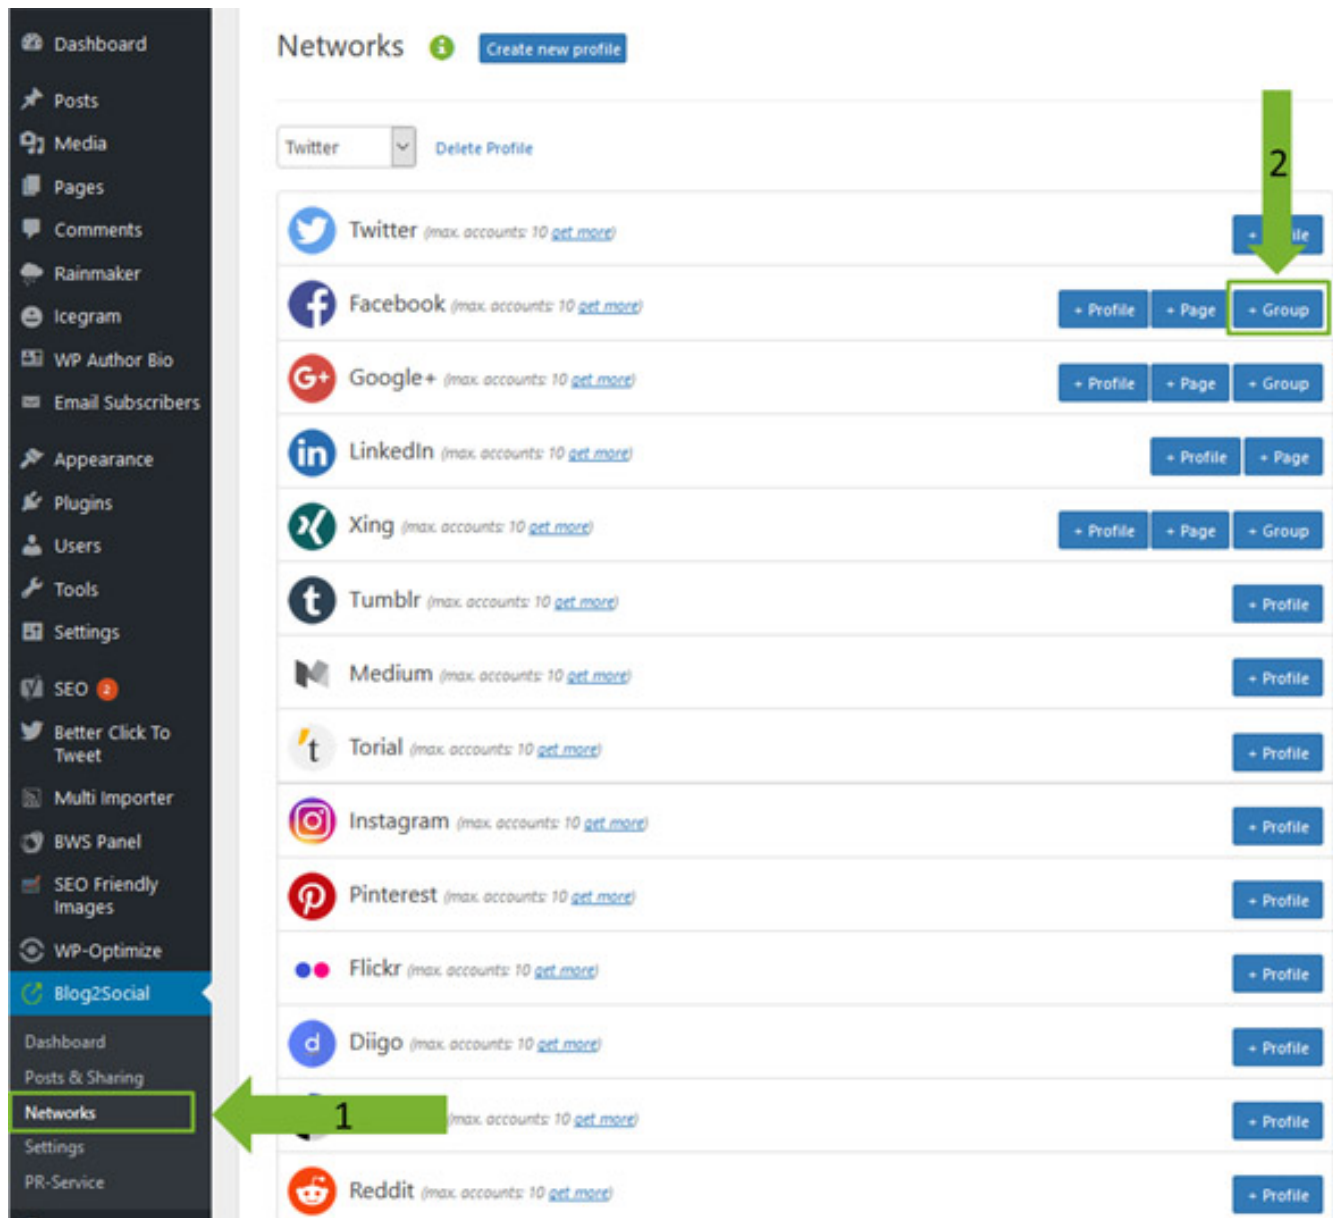 Dashboard
Posts
Media
Pages
Comments
Rainmaker
Icegram
WP Author Bio
Email Subscribers
Appearance
Plugins
Users
Tools
Settings
SEO 2
Better Click To
Tweet
Multi Importer
BWS Panel
SEO Friendly
Images
WP-Optimize
Blog2Social
Dashboard
Posts & Sharing
Networks
Settings
PR-Service
1
Networks Create new profile
Twitter Delete Profile
2
Twitter (max. accounts: 10 get more) +
Facebook (max. accounts: 10 get more) + Profile + Page + Group
Google+ (max. accounts: 10 get more) + Profile + Page + Group
LinkedIn (max. accounts: 10 get more) + Profile + Page
Xing (max. accounts: 10 get more) + Profile + Page + Group
Tumblr (max. accounts: 10 get more) + Profile
Medium (max. accounts: 10 get more) + Profile
Torial (max. accounts: 10 get more) + Profile
Instagram (max. accounts: 10 get more) + Profile
Pinterest (max. accounts: 10 get more) + Profile
Flickr (max. accounts: 10 get more) + Profile
Diigo (max. accounts: 10 get more) + Profile
(max. accounts: 10 get more) + Profile
Reddit (max. accounts: 10 get more) + Profile